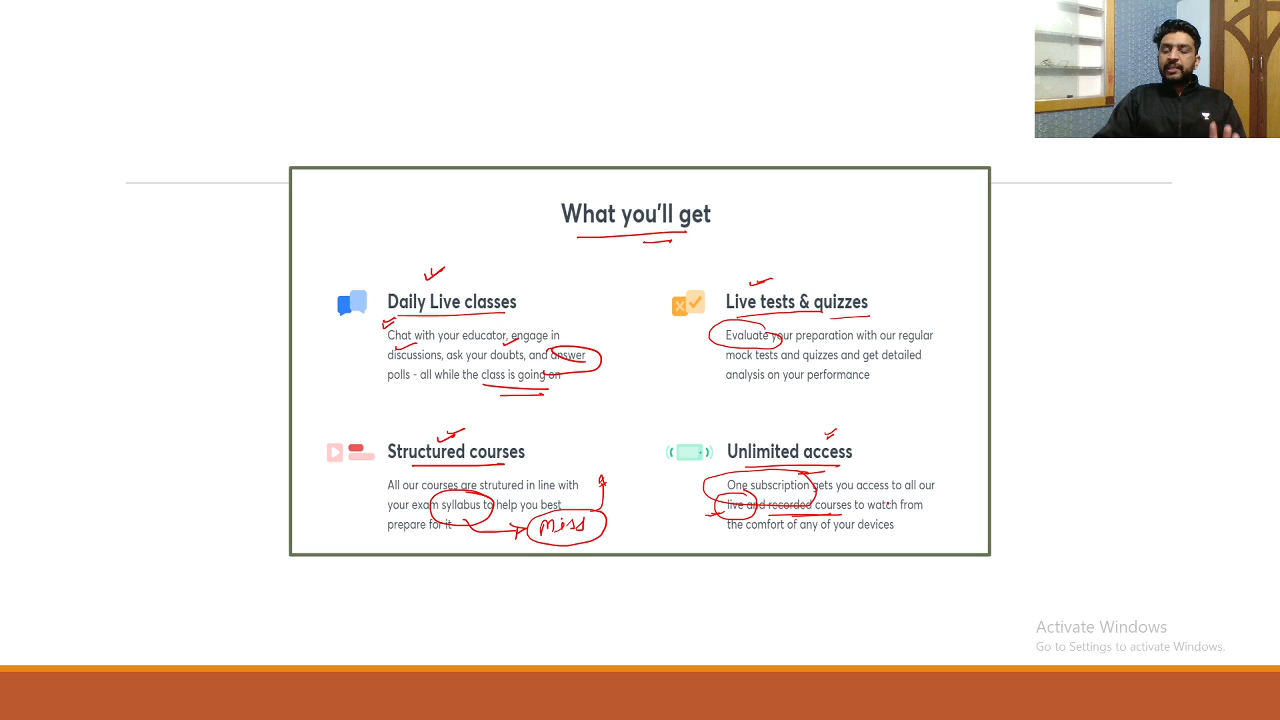 What you'll get
Daily Live classes
Chat with your educator, engage in
discussions, ask your doubts, and answer
polls - all while the class is going on
Live tests & quizzes
Evaluate your preparation with our regular
mock tests and quizzes and get detailed
analysis on your performance
Structured courses
All our courses are strutured in line with
your exam syllabus to help you best
prepare for it
miss
Unlimited access
One subscription gets you access to all our
live and recorded courses to watch from
the comfort of any of your devices
Activate Windows
Go to Settings to activate Windows.